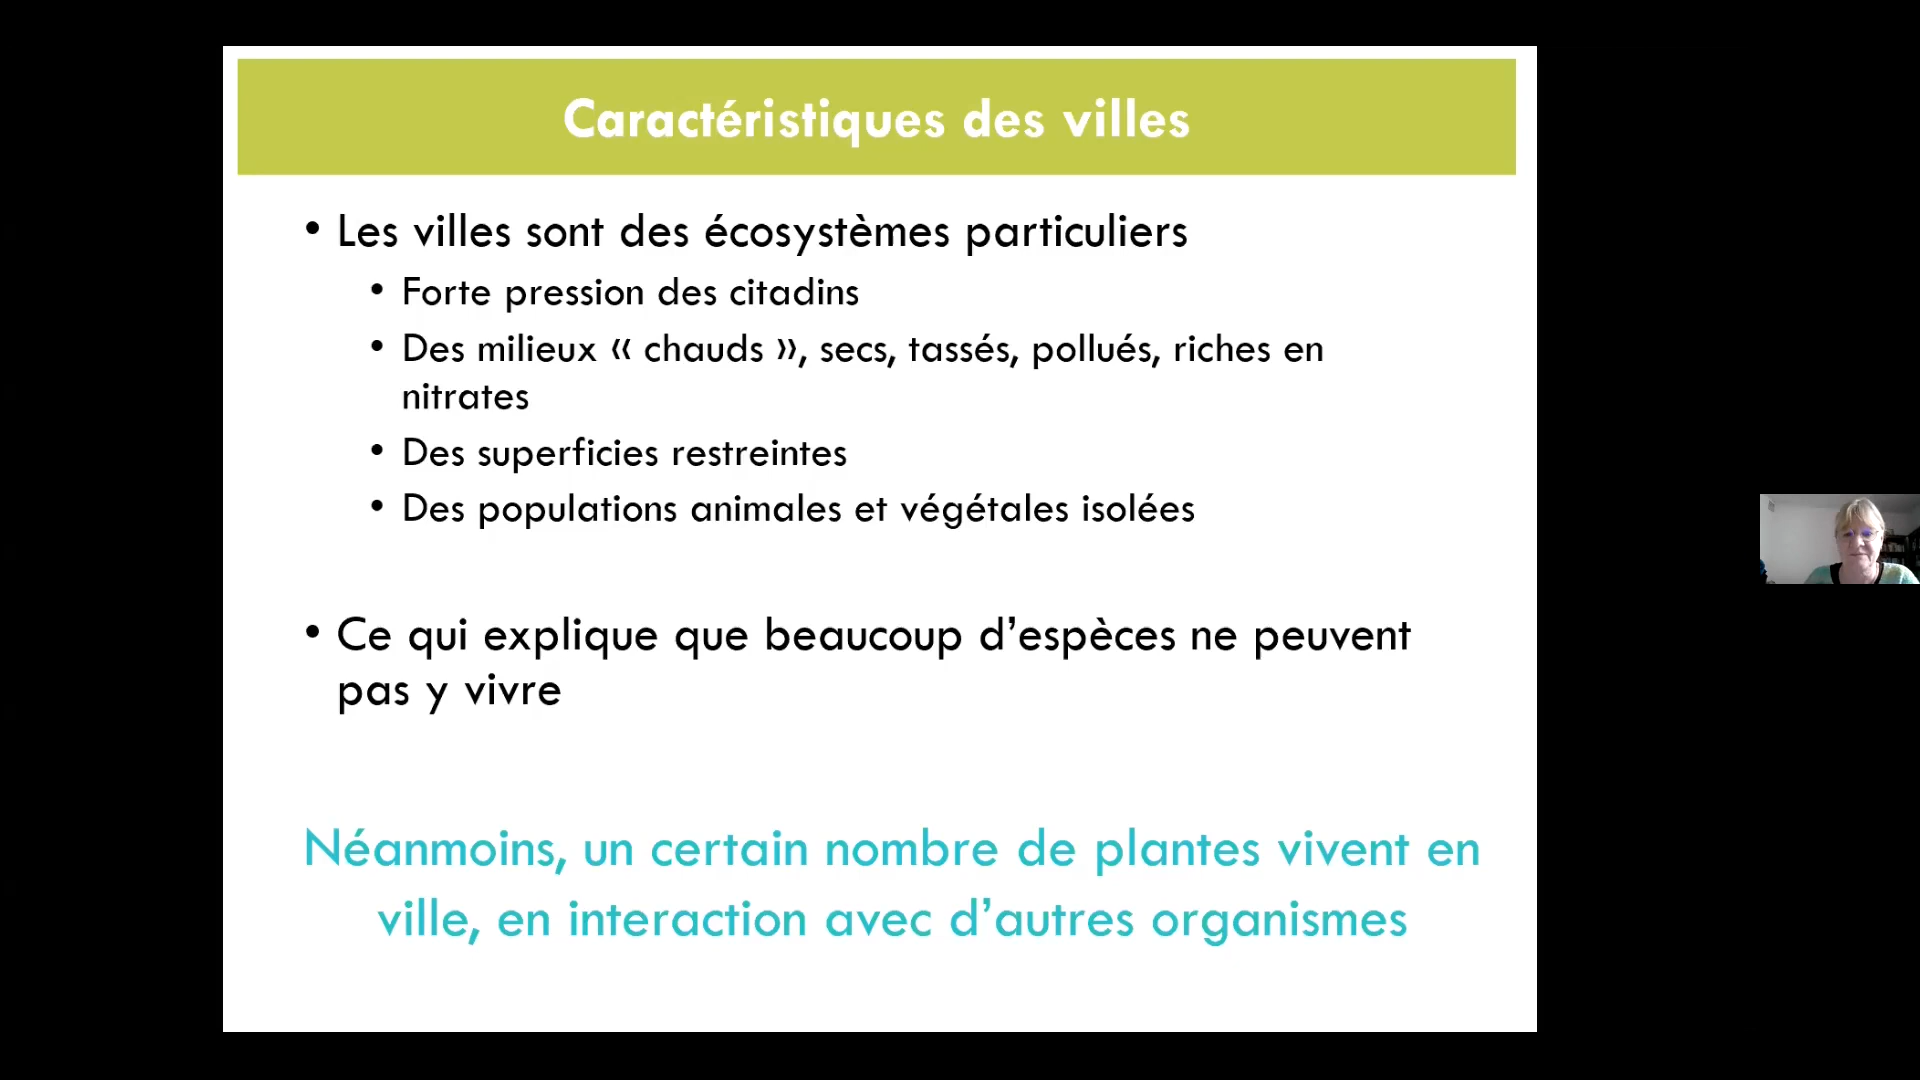 Caractéristiques des villes
• Les villes sont des écosystèmes particuliers
• Forte pression des citadins
• Des milieux « chauds », secs, tassés, pollués, riches en
nitrates
• Des superficies restreintes
• Des populations animales et végétales isolées
• Ce qui explique que beaucoup d’espèces ne peuvent
pas y vivre
Néanmoins, un certain nombre de plantes vivent en
ville, en interaction avec d’autres organismes